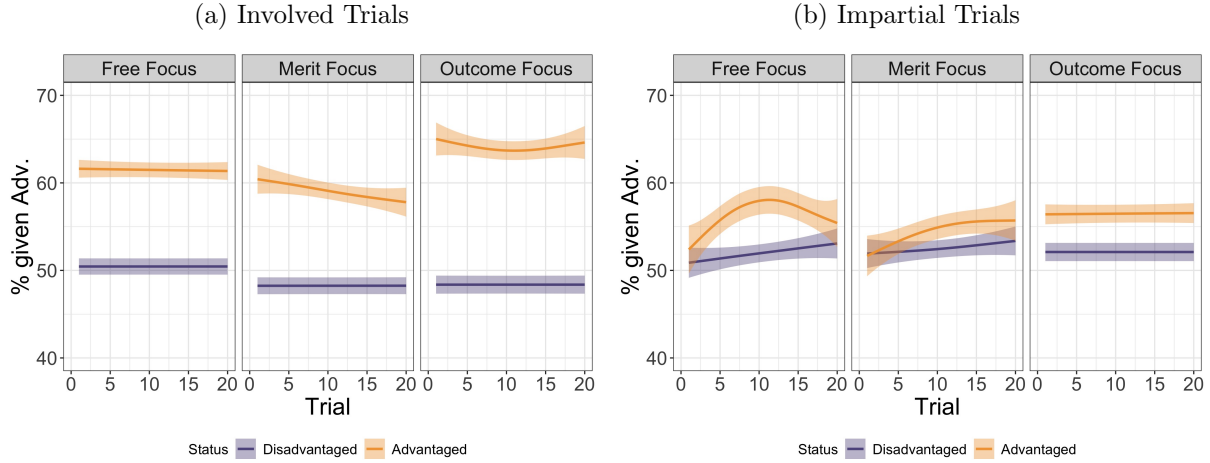 (a) Involved Trials
Free Focus Merit Focus Outcome Focus
% given Adv.
70
60
50
40
0 5 10 15 20 0 5 10 15 20 0 5 10 15 20
Trial
Status Disadvantaged Advantaged
(b) Impartial Trials
Free Focus Merit Focus Outcome Focus
% given Adv.
70
60
50
40
0 5 10 15 20 0 5 10 15 20 0 5 10 15 20
Trial
Status Disadvantaged Advantaged